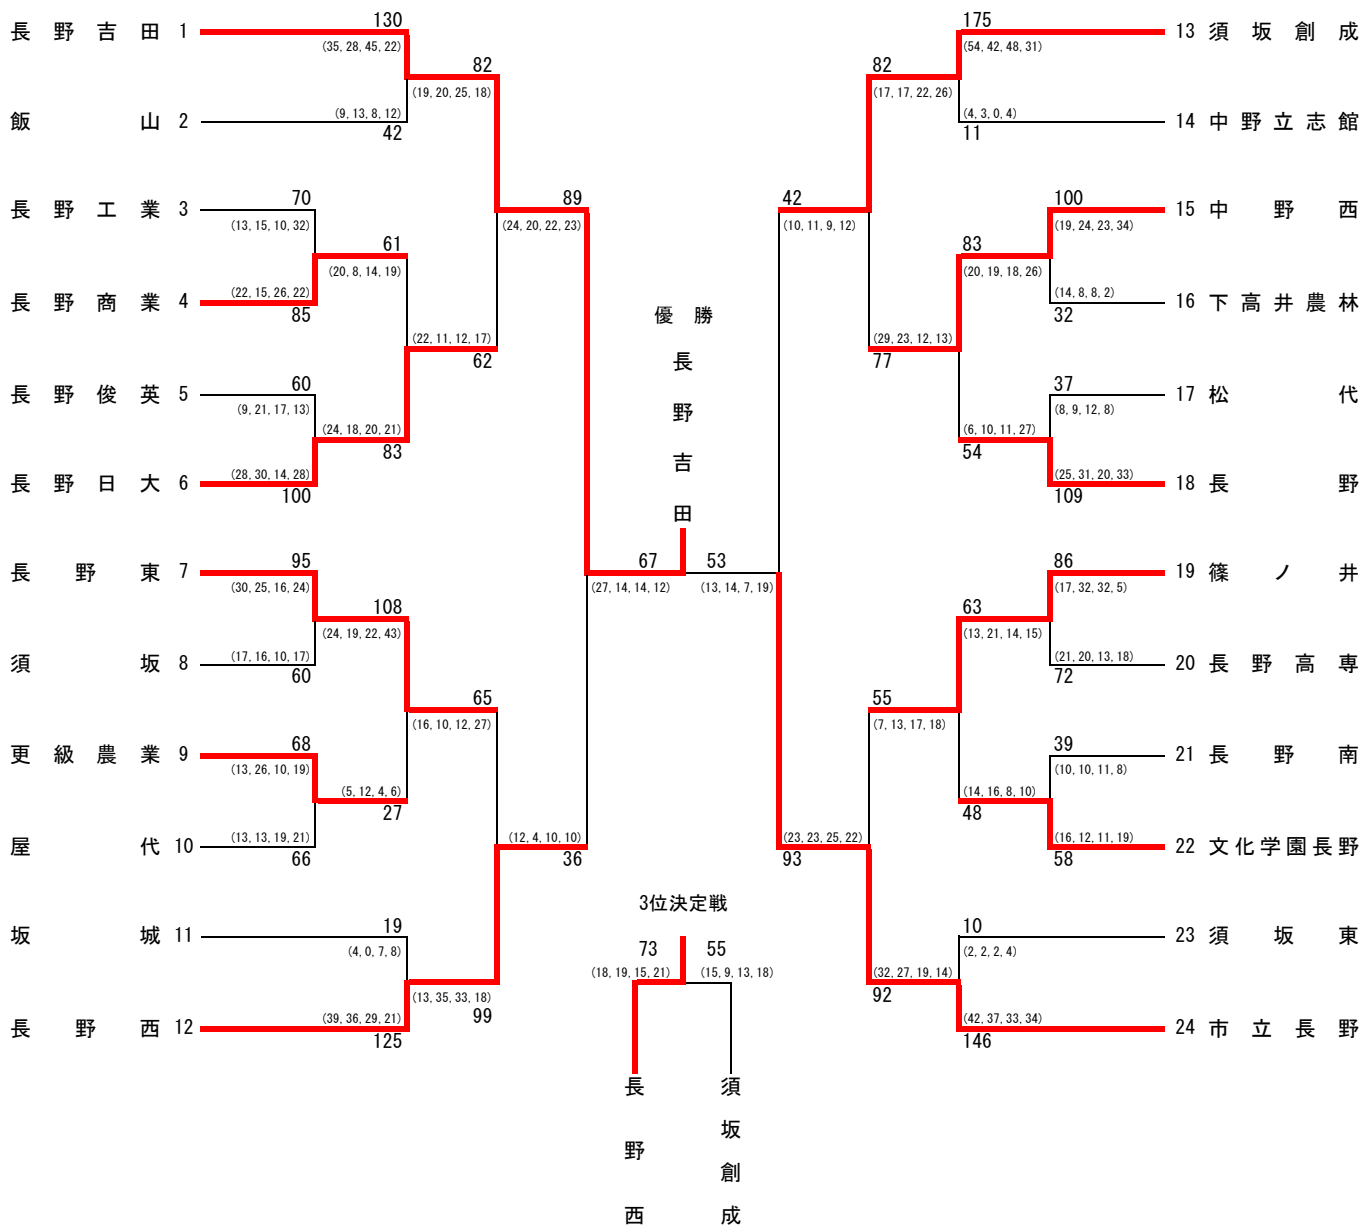 長野吉田 1
130
(35, 28, 45, 22)
82
(19, 20, 25, 18)
(9, 13, 8, 12)
飯山 2
42
長野工業 3
70
(13, 15, 10, 32)
89
(24, 20, 22, 23)
61
(20, 8, 14, 19)
(22, 15, 26, 22)
長野商業 4
85
(22, 11, 12, 17)
62
長野俊英 5
60
(9, 21, 17, 13)
(24, 18, 20, 21)
83
(28, 30, 14, 28)
長野日大 6
100
長野東 7
95
(30, 25, 16, 24)
108
(24, 19, 22, 43)
(17, 16, 10, 17)
須坂 8
60
65
(16, 10, 12, 27)
更級農業 9
68
(13, 26, 10, 19)
(5, 12, 4, 6)
27
(13, 13, 19, 21)
屋代 10
66
(12, 4, 10, 10)
36
坂城 11
19
(4, 0, 7, 8)
(13, 35, 33, 18)
99
(39, 36, 29, 21)
長野西 12
125
優勝
長野吉田
67
(27, 14, 14, 12)
53
(13, 14, 7, 19)
3位決定戦
73
(18, 19, 15, 21)
55
(15, 9, 13, 18)
長野西
須坂創成
175
13 須坂創成
(54, 42, 48, 31)
82
(17, 17, 22, 26)
(4, 3, 0, 4)
14 中野立志館
11
42
(10, 11, 9, 12)
100
15 中野西
(19, 24, 23, 34)
83
(20, 19, 18, 26)
(14, 8, 8, 2)
16 下高井農林
32
(29, 23, 12, 13)
77
37
17 松代
(8, 9, 12, 8)
(6, 10, 11, 27)
54
(25, 31, 20, 33)
18 長野
109
86
19 篠ノ井
(17, 32, 32, 5)
63
(13, 21, 14, 15)
(21, 20, 13, 18)
20 長野高専
72
55
(7, 13, 17, 18)
39
21 長野南
(10, 10, 11, 8)
(14, 16, 8, 10)
48
(16, 12, 11, 19)
22 文化学園長野
58
(23, 23, 25, 22)
93
10
23 須坂東
(2, 2, 2, 4)
(32, 27, 19, 14)
92
(42, 37, 33, 34)
24 市立長野
146